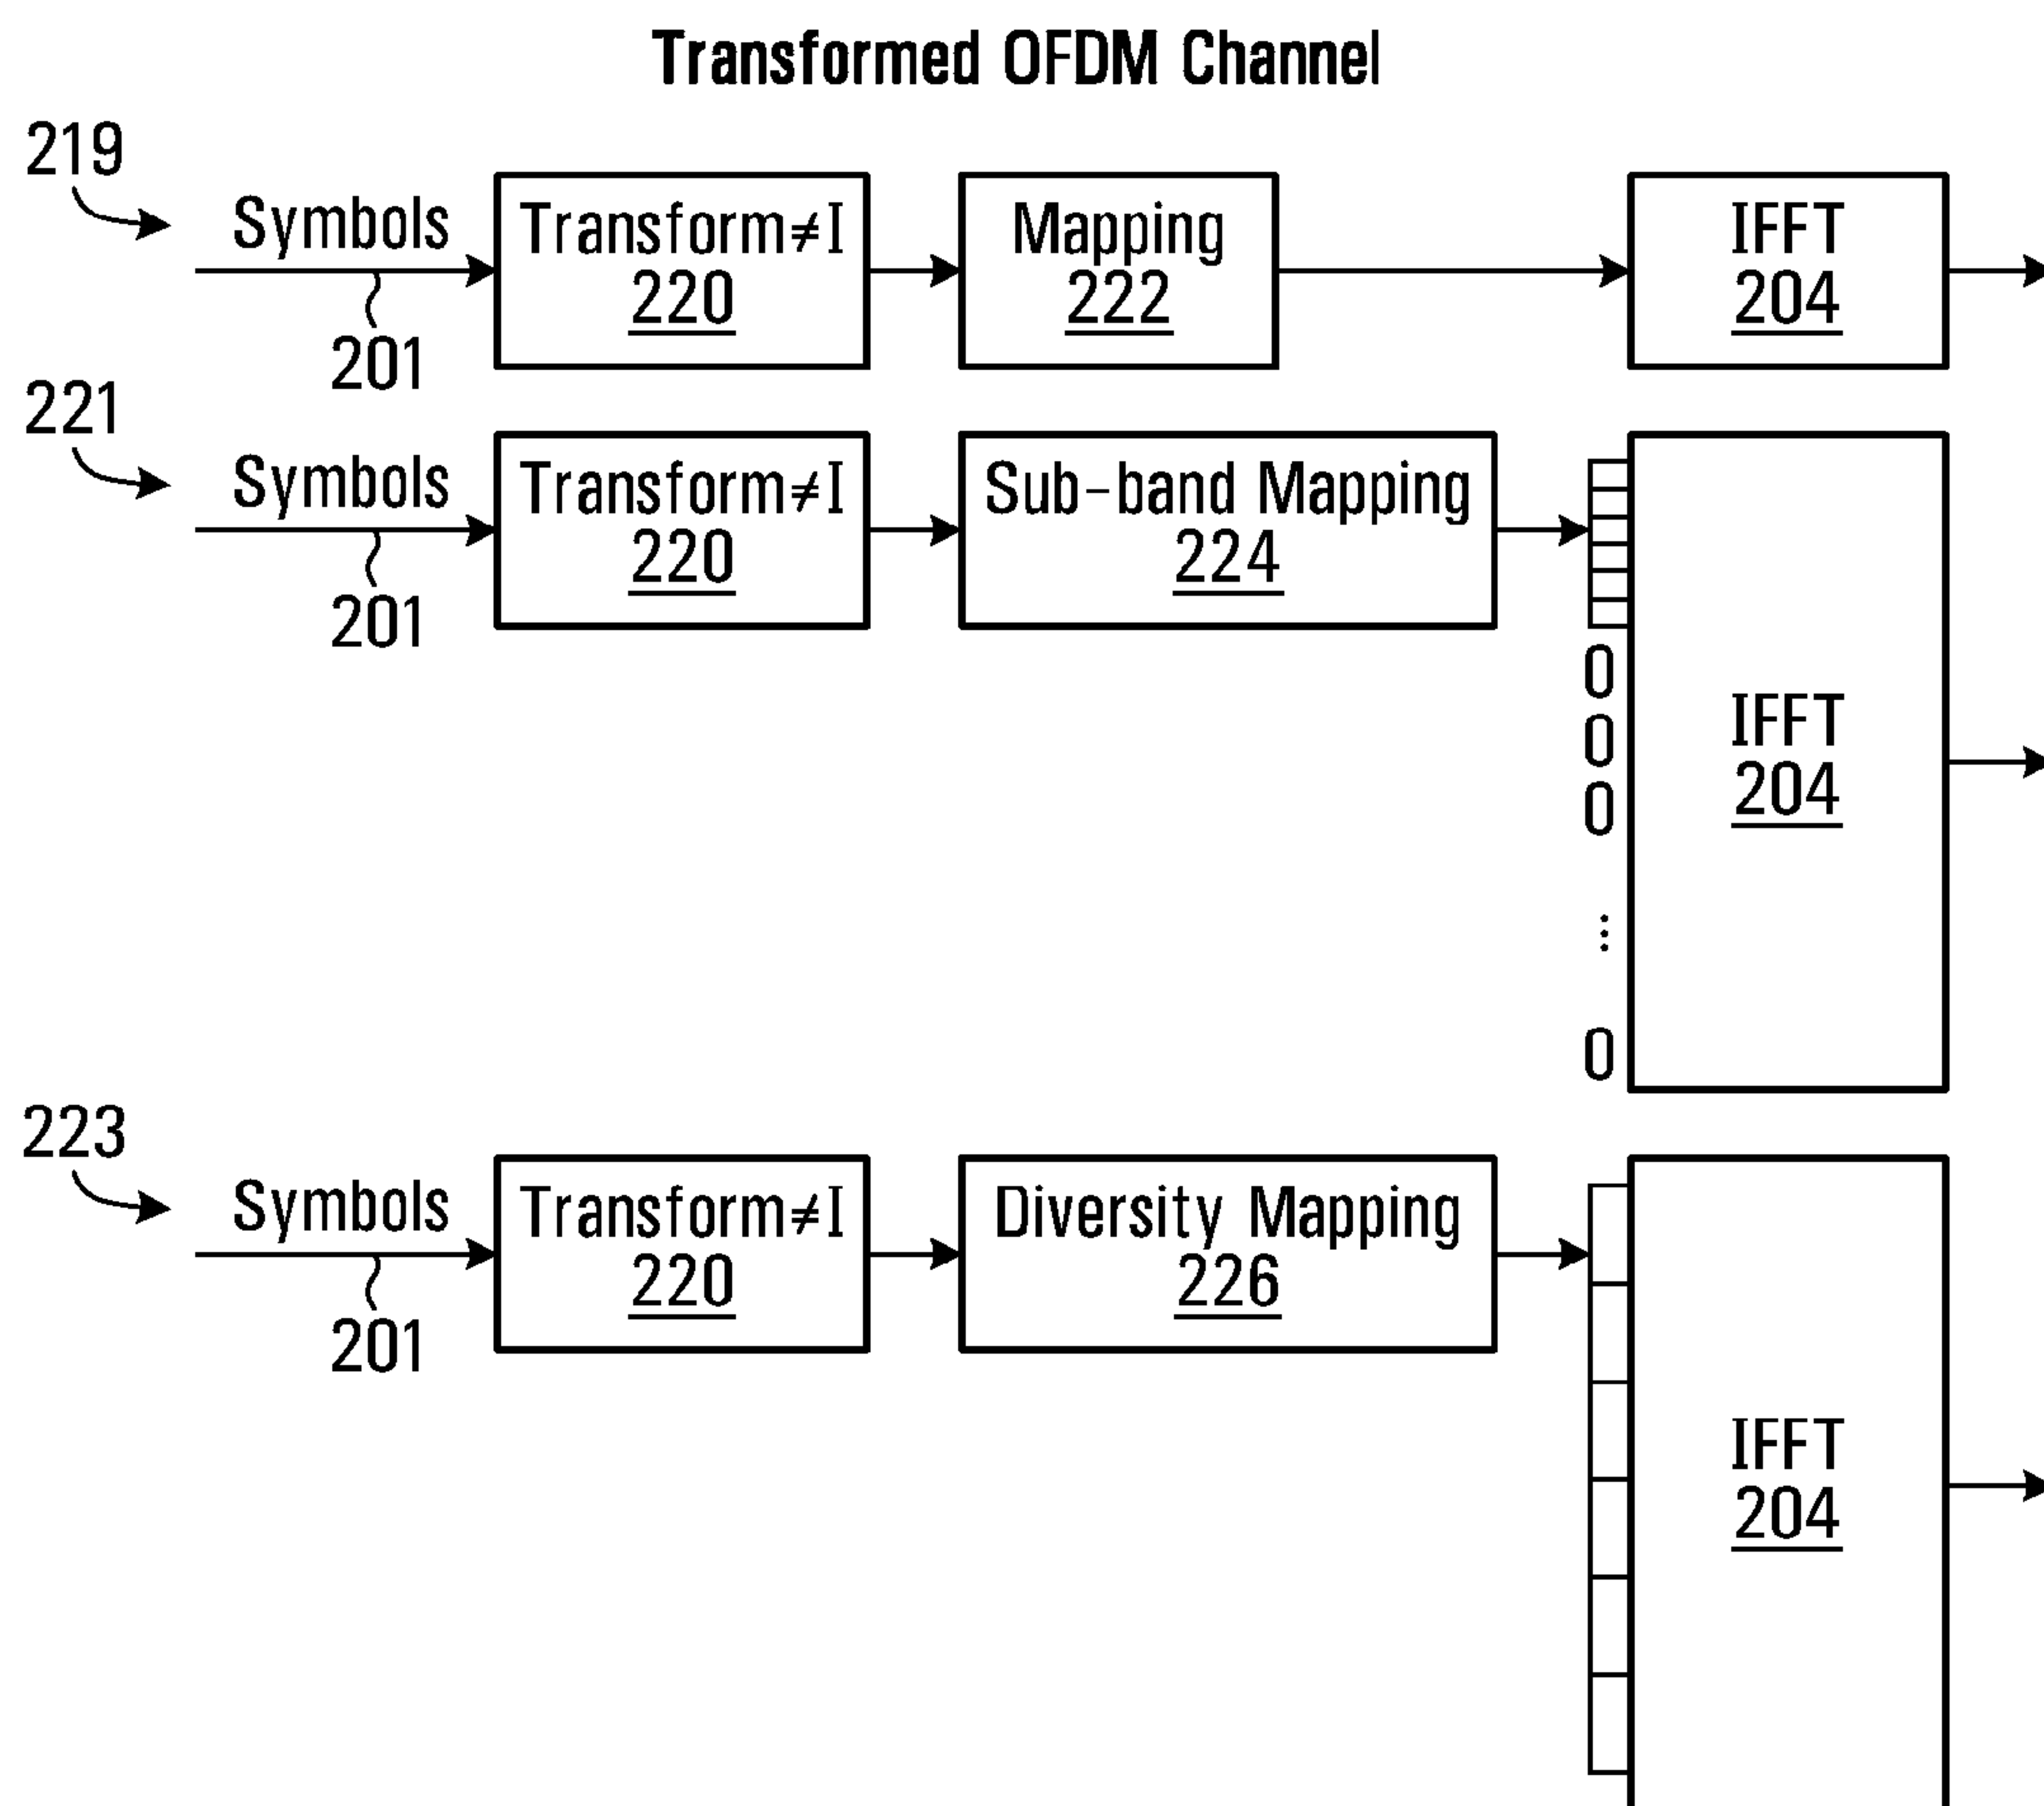 Transformed OFDM Channel
219
Symbols
201
Transform≠I
220
Mapping
222
IFFT
204
221
Symbols
201
Transform≠I
220
Sub-band Mapping
224
0
0
0
⋮
0
IFFT
204
223
Symbols
201
Transform≠I
220
Diversity Mapping
226
IFFT
204